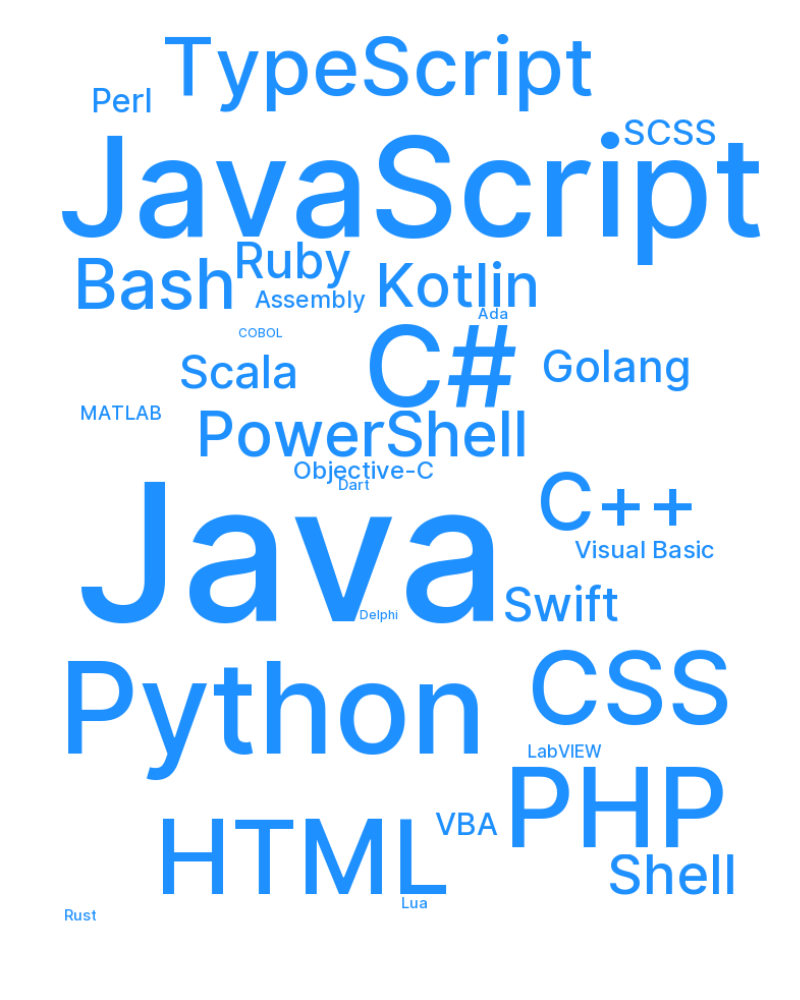 TypeScript
Perl
SCSS
JavaScript
Ruby
Bash
Kotlin
Assembly
Ada
COBOL
C#
Scala
Golang
MATLAB
PowerShell
Objective-C
Dart
C++
Java
Visual Basic
Swift
Delphi
CSS
Python
LabVIEW
PHP
VBA
HTML
Shell
Lua
Rust